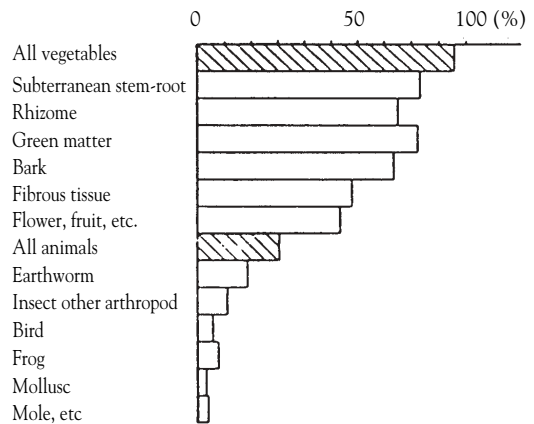 0 50 100 (%)
All vegetables
Subterranean stem-root
Rhizome
Green matter
Bark
Fibrous tissue
Flower, fruit, etc.
All animals
Earthworm
Insect other arthropod
Bird
Frog
Mollusc
Mole, etc